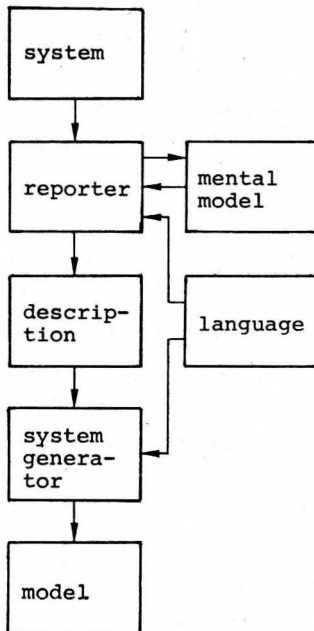 system
reporter
mental
model
descrip-
tion
language
system
genera-
tor
model